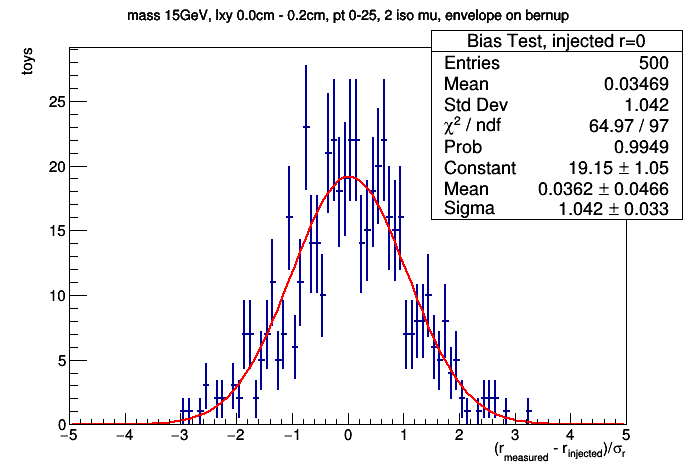 mass 15GeV, lxy 0.0cm - 0.2cm, pt 0-25, 2 iso mu, envelope on bernup
Bias Test, injected r=0
Entries 500
Mean 0.03469
Std Dev 1.042
χ² / ndf 64.97 / 97
Prob 0.9949
Constant 19.15 ± 1.05
Mean 0.0362 ± 0.0466
Sigma 1.042 ± 0.033
toys
25
20
15
10
5
0
−5 −4 −3 −2 −1 0 1 2 3 4 5
(r_measured - r_injected)/σ_r